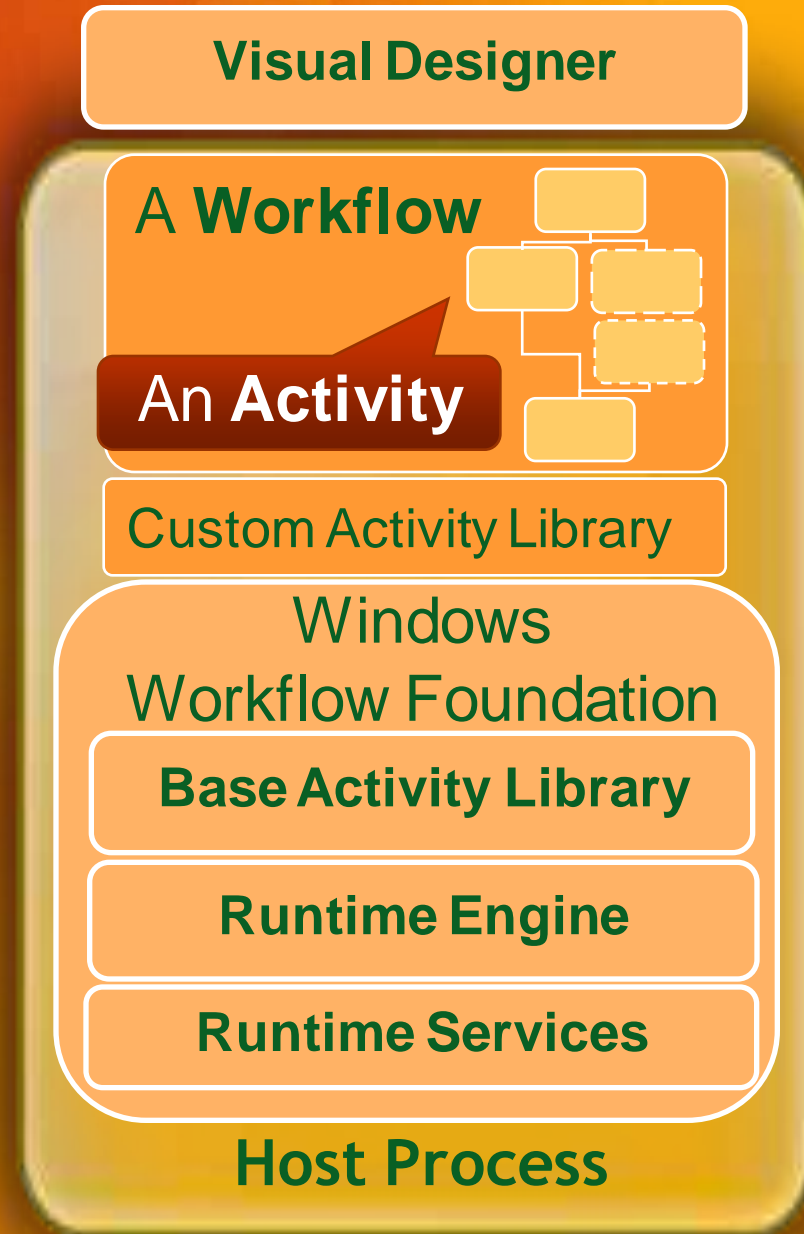 Visual Designer
A Workflow
An Activity
Custom Activity Library
Windows
Workflow Foundation
Base Activity Library
Runtime Engine
Runtime Services
Host Process